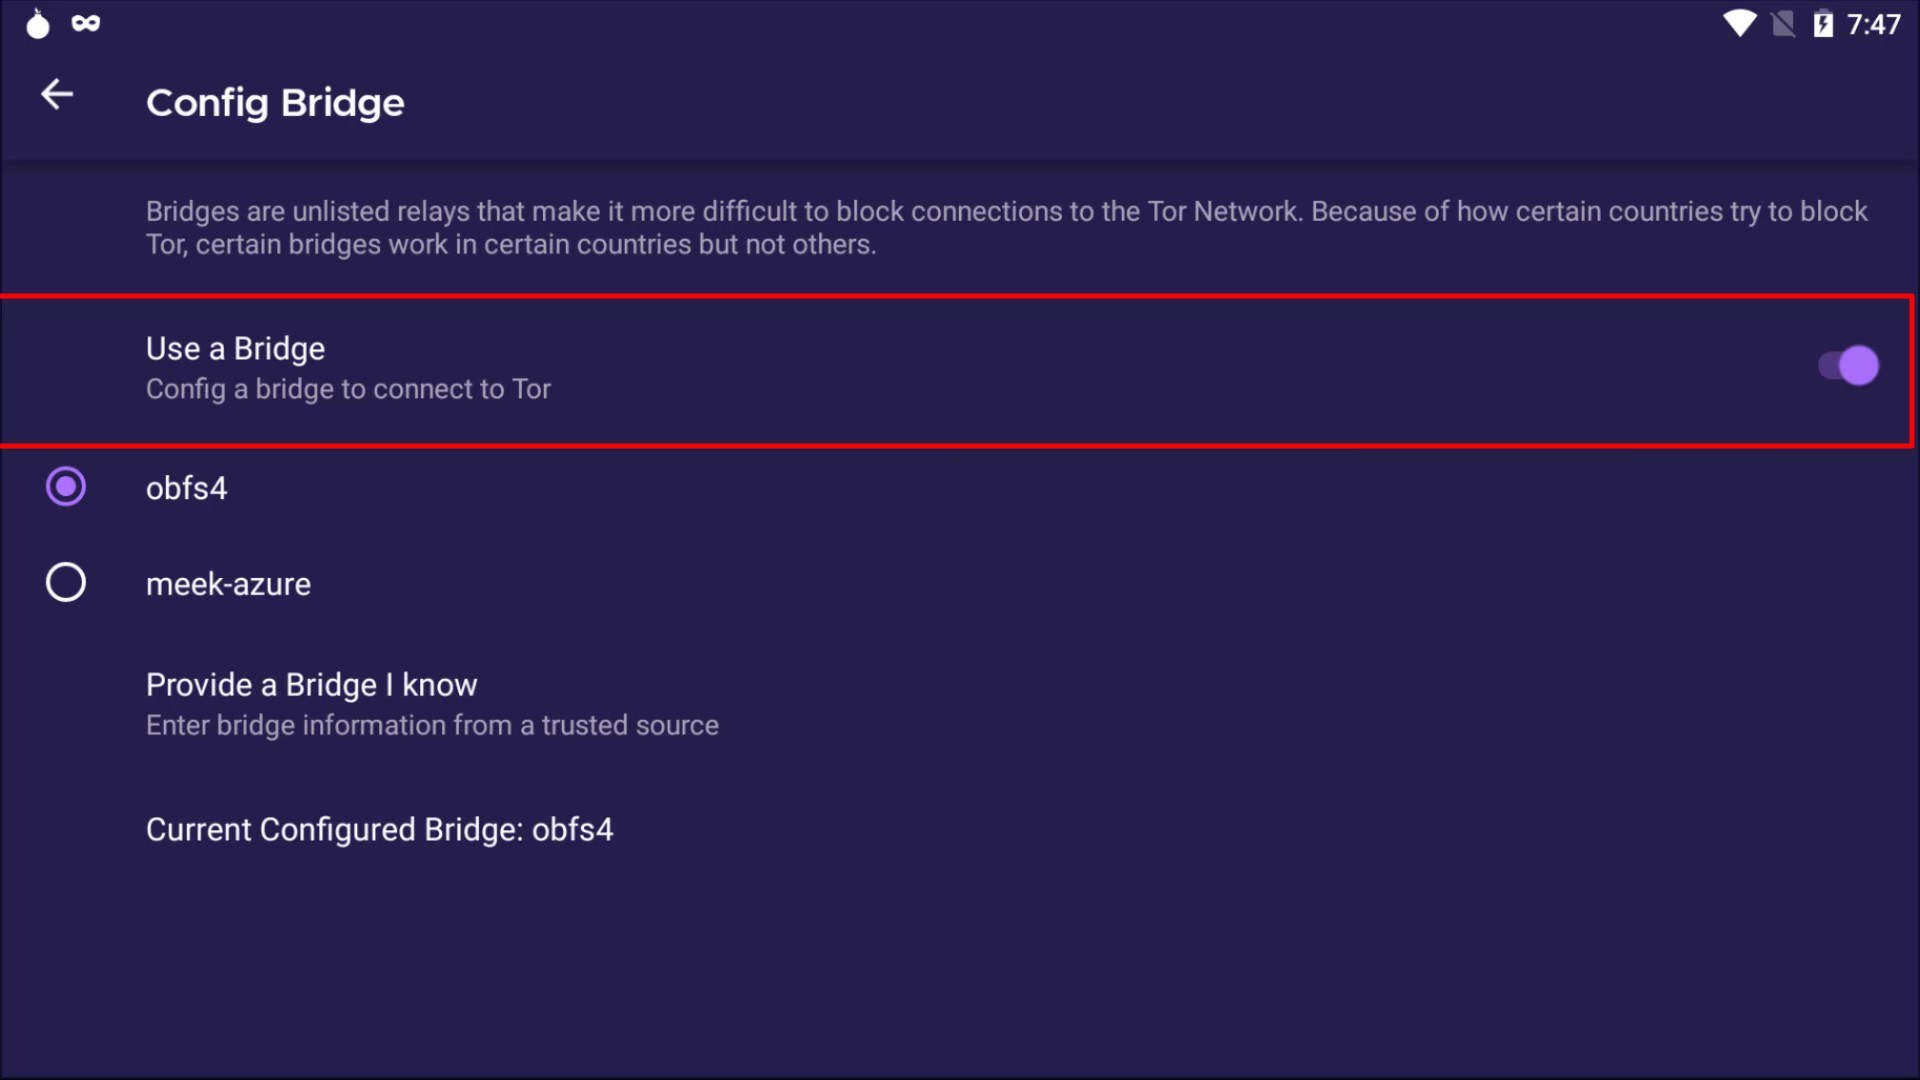 7:47
Config Bridge
Bridges are unlisted relays that make it more difficult to block connections to the Tor Network. Because of how certain countries try to block
Tor, certain bridges work in certain countries but not others.
Use a Bridge
Config a bridge to connect to Tor
obfs4
meek-azure
Provide a Bridge I know
Enter bridge information from a trusted source
Current Configured Bridge: obfs4